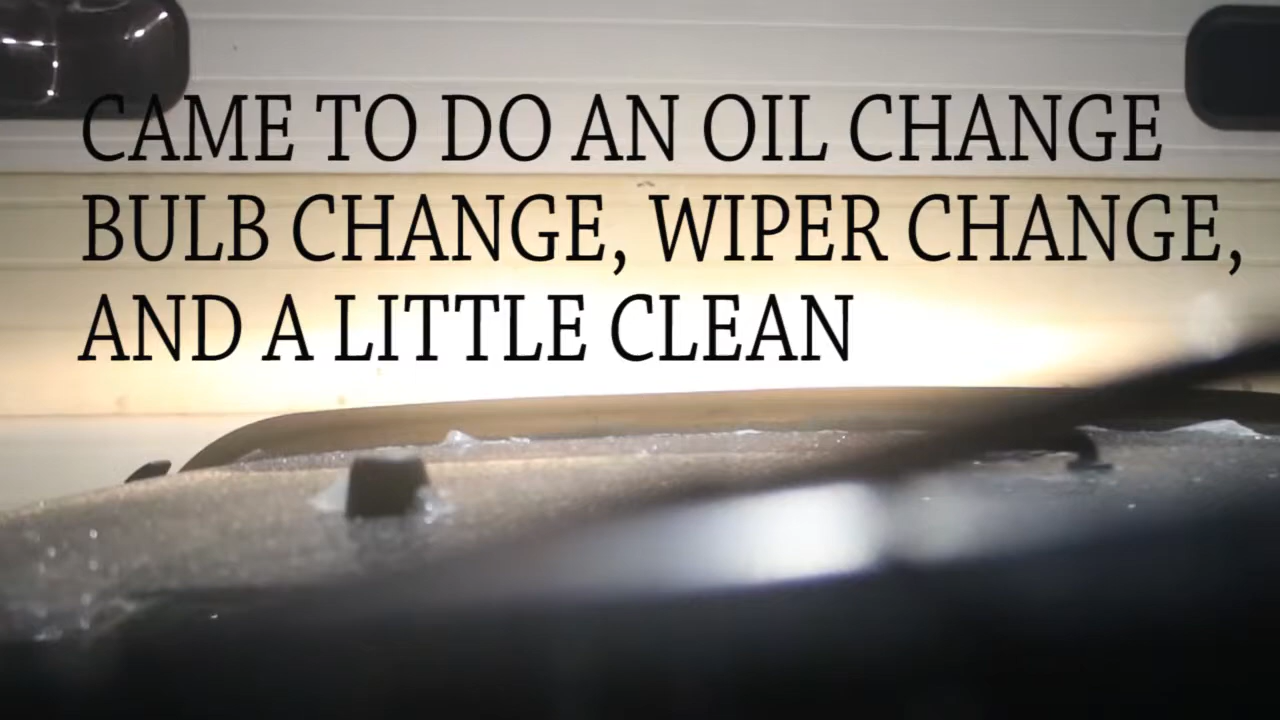 CAME TO DO AN OIL CHANGE
BULB CHANGE, WIPER CHANGE,
AND A LITTLE CLEAN